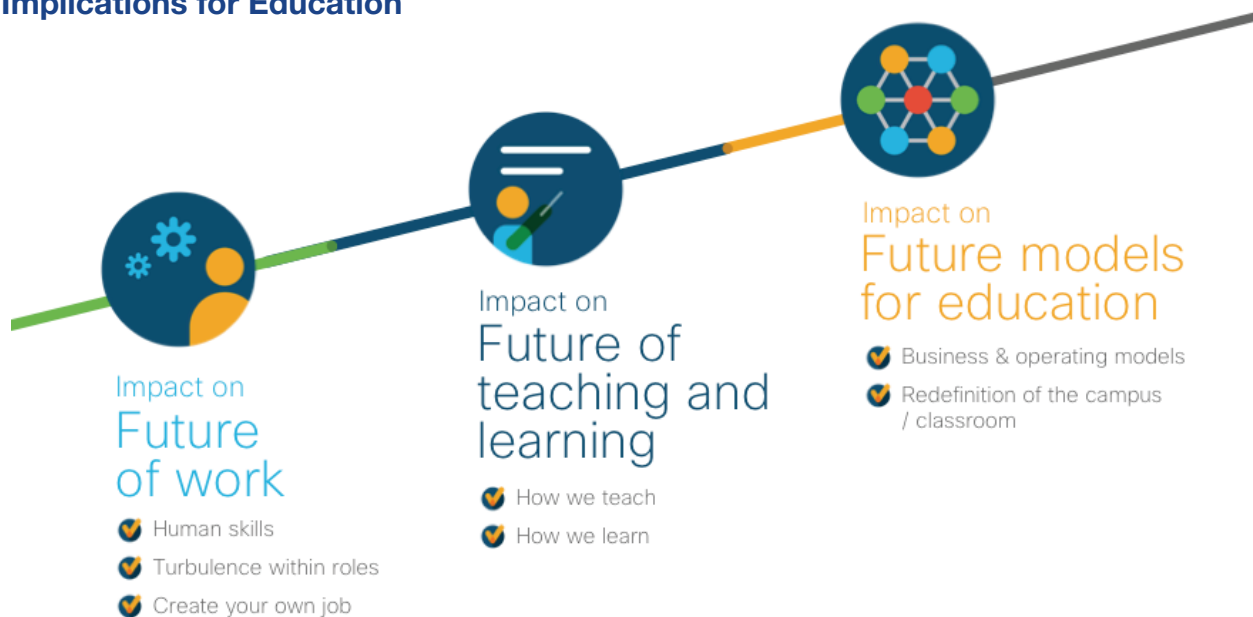 Implications for Education
Impact on
Future
of work
Human skills
Turbulence within roles
Create your own job
Impact on
Future of
teaching and
learning
How we teach
How we learn
Impact on
Future models
for education
Business & operating models
Redefinition of the campus
/ classroom